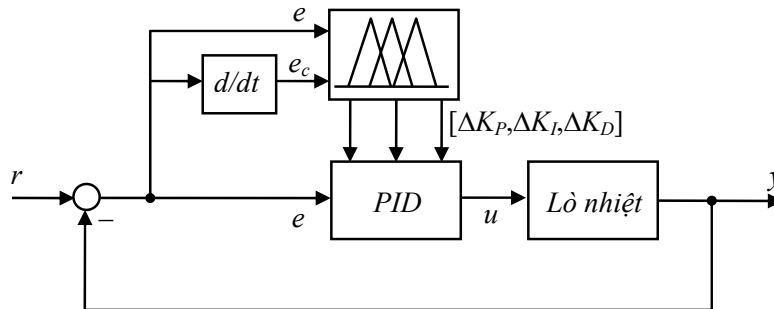 e
d/dt
e_c
[ΔK_P,ΔK_I,ΔK_D]
r
–
e
PID
u
Lò nhiệt
y